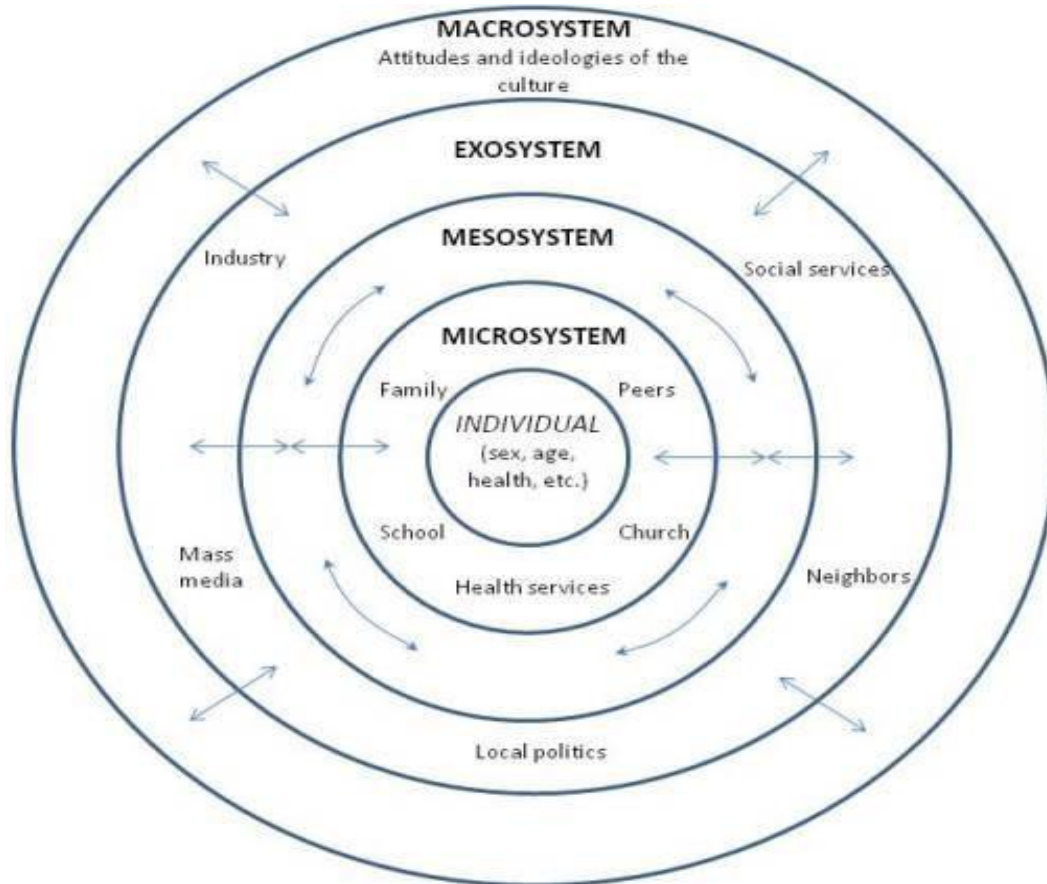 MACROSYSTEM
Attitudes and ideologies of the
culture
EXOSYSTEM
MESOSYSTEM
Industry
Social services
MICROSYSTEM
Family
Peers
INDIVIDUAL
(sex, age,
health, etc.)
School
Church
Mass
media
Neighbors
Health services
Local politics